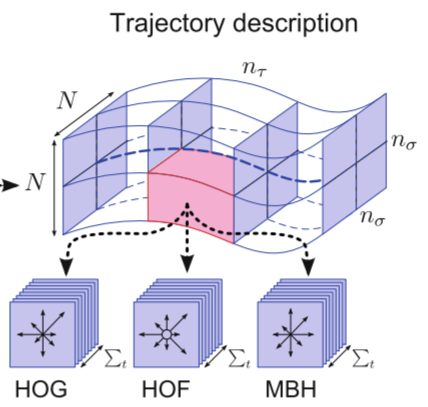 Trajectory description
n_τ
N
N
n_σ
n_σ
Σ_t
Σ_t
Σ_t
HOG
HOF
MBH